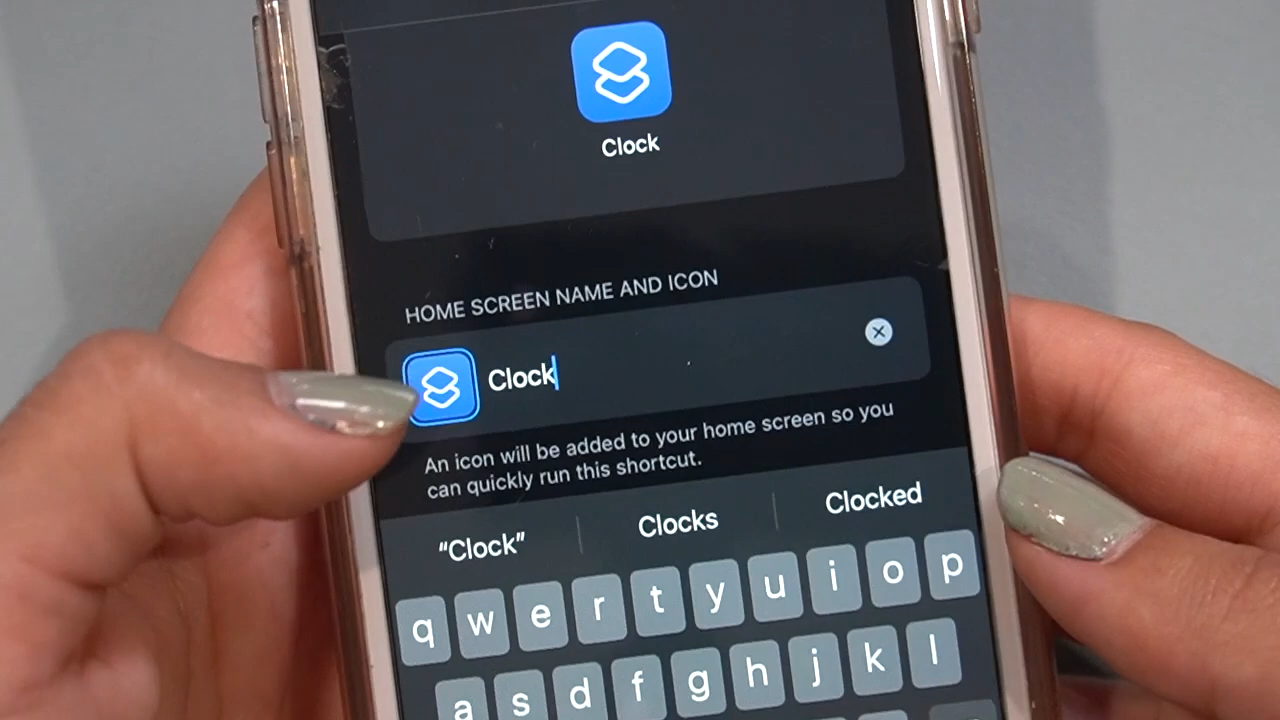 Clock
HOME SCREEN NAME AND ICON
Clock
An icon will be added to your home screen so you
can quickly run this shortcut.
“Clock” Clocks Clocked
q w e r t y u i o p
a s d f g h j k l